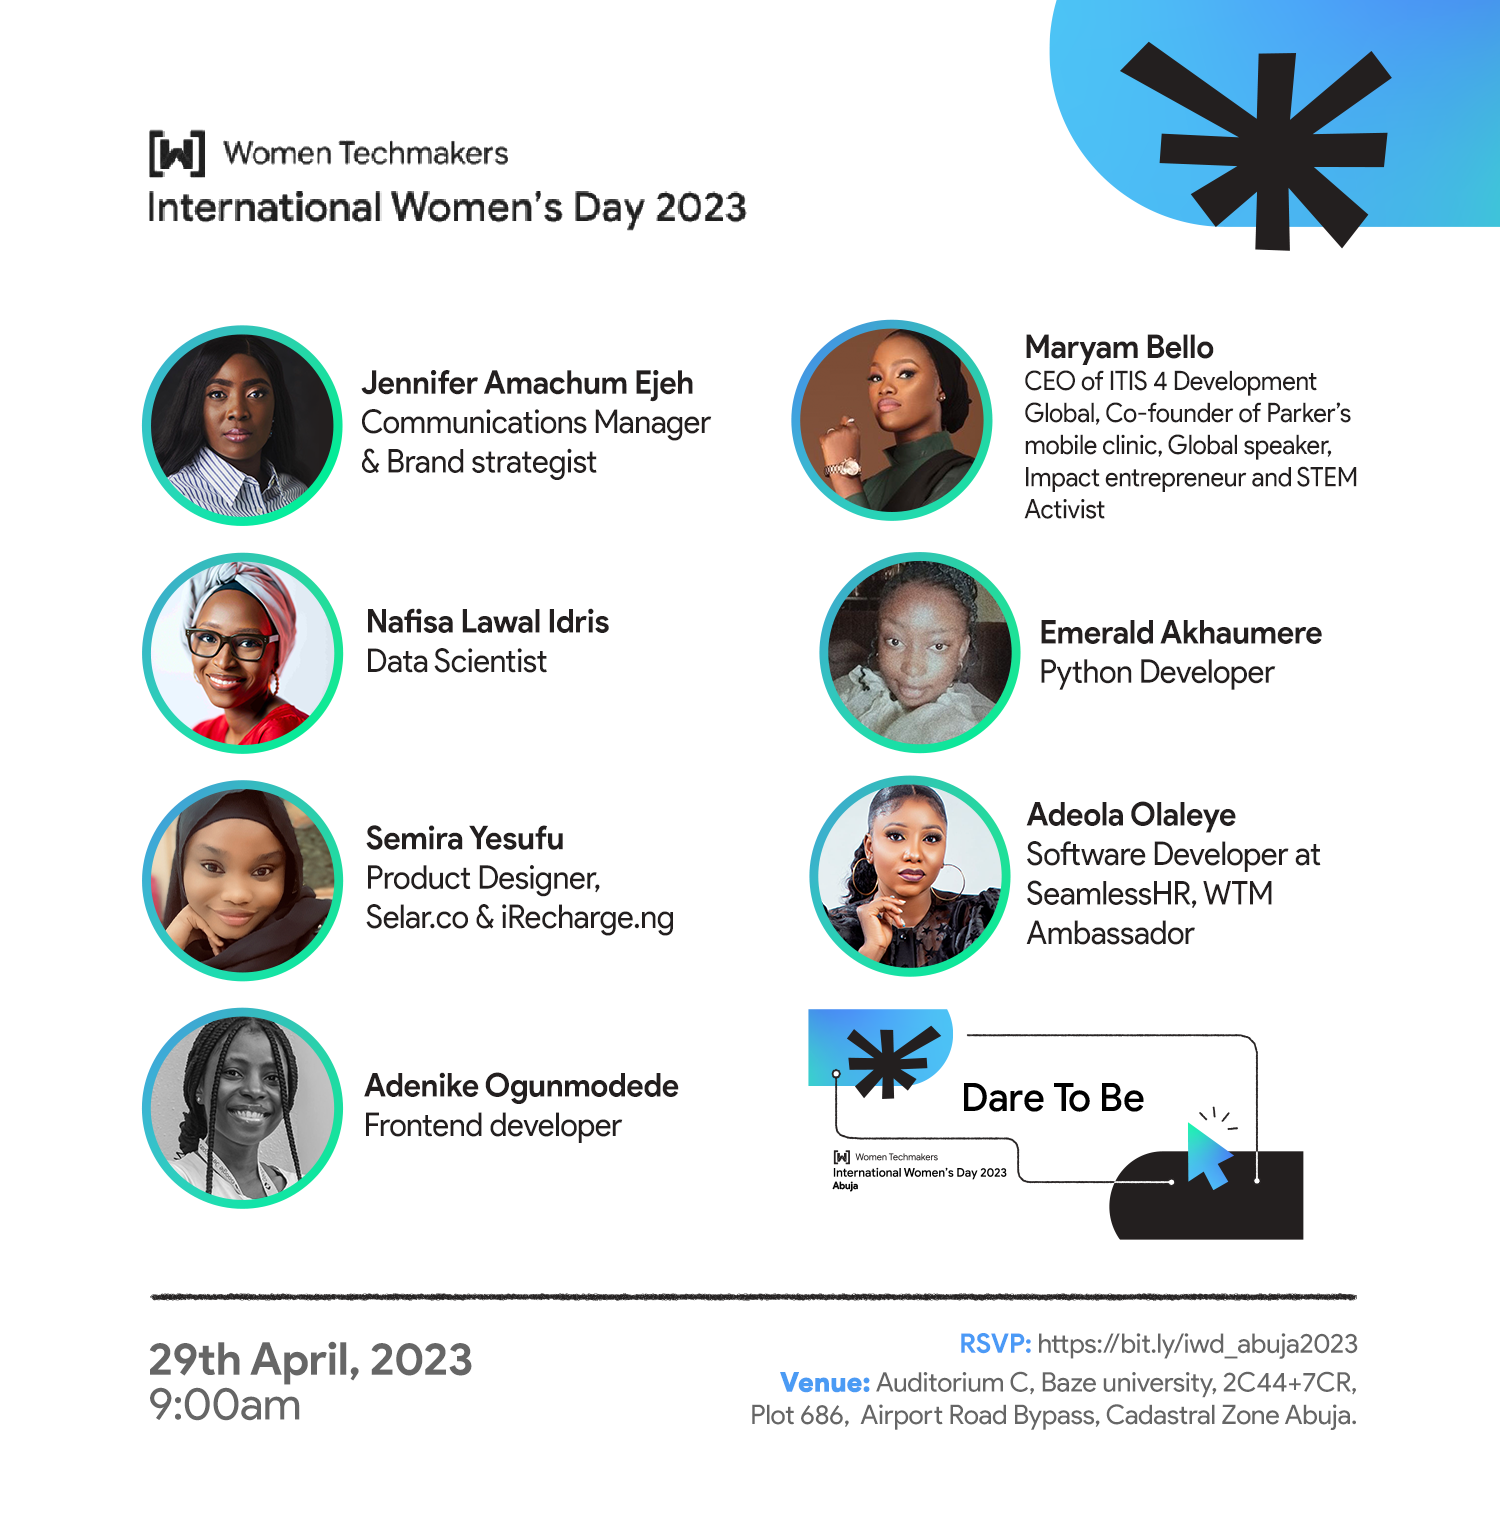 [W] Women Techmakers
International Women's Day 2023
Jennifer Amachum Ejeh
Communications Manager
& Brand strategist
Maryam Bello
CEO of ITIS 4 Development
Global, Co-founder of Parker's
mobile clinic, Global speaker,
Impact entrepreneur and STEM
Activist
Nafisa Lawal Idris
Data Scientist
Emerald Akhaumere
Python Developer
Semira Yesufu
Product Designer,
Selar.co & iRecharge.ng
Adeola Olaleye
Software Developer at
SeamlessHR, WTM
Ambassador
Adenike Ogunmodede
Frontend developer
Dare To Be
[W] Women Techmakers
International Women's Day 2023
Abuja
29th April, 2023
9:00am
RSVP: https://bit.ly/iwd_abuja2023
Venue: Auditorium C, Baze university, 2C44+7CR,
Plot 686, Airport Road Bypass, Cadastral Zone Abuja.